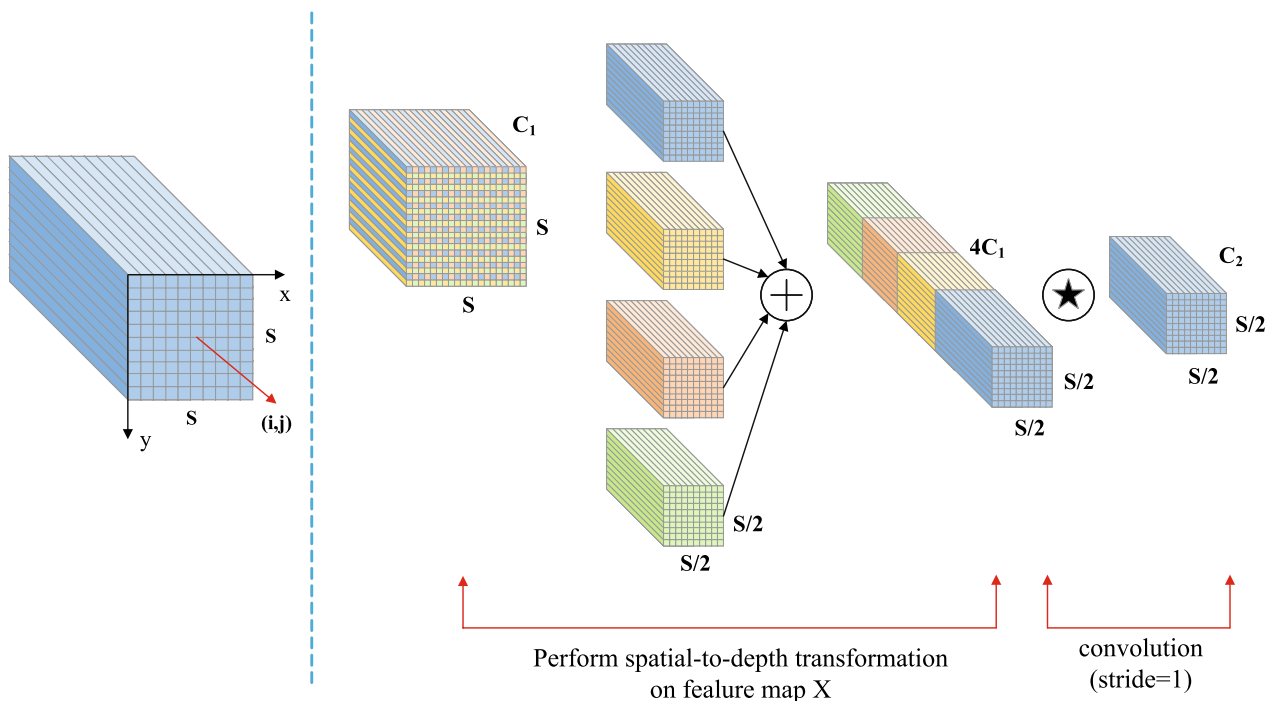 x
S
S
(i,j)
y
C₁
S
S
S/2
S/2
4C₁
S/2
S/2
C₂
S/2
S/2
Perform spatial-to-depth transformation
on fealure map X
convolution
(stride=1)